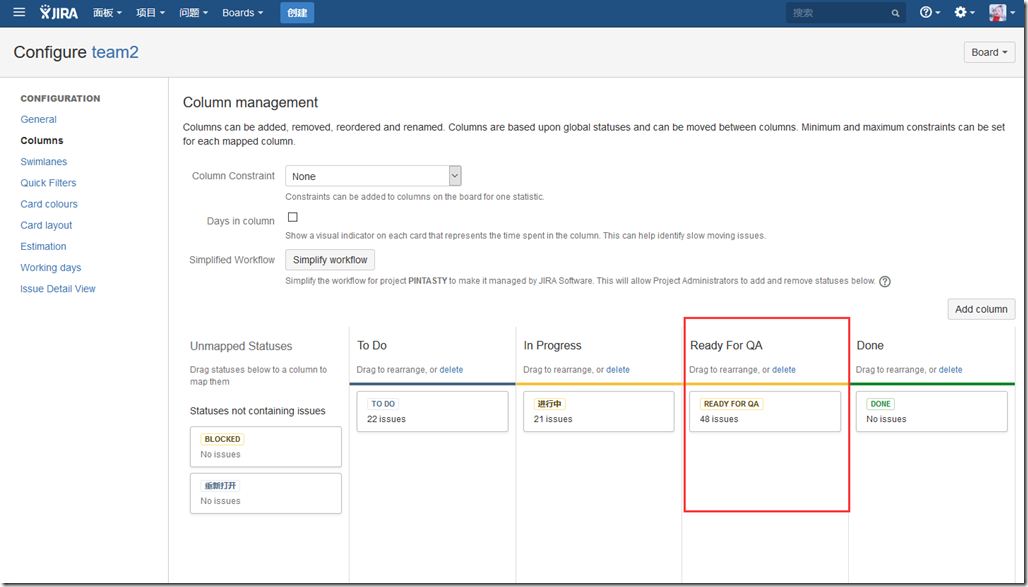 JIRA 面板 项目 问题 Boards 创建 搜索
Configure team2
Board
CONFIGURATION
General
Columns
Swimlanes
Quick Filters
Card colours
Card layout
Estimation
Working days
Issue Detail View
Column management
Columns can be added, removed, reordered and renamed. Columns are based upon global statuses and can be moved between columns. Minimum and maximum constraints can be set
for each mapped column.
Column Constraint None
Constraints can be added to columns on the board for one statistic.
Days in column
Show a visual indicator on each card that represents the time spent in the column. This can help identify slow moving issues.
Simplified Workflow Simplify workflow
Simplify the workflow for project PINTASTY to make it managed by JIRA Software. This will allow Project Administrators to add and remove statuses below.
Add column
Unmapped Statuses
Drag statuses below to a column to
map them
Statuses not containing issues
BLOCKED
No issues
重新打开
No issues
To Do
Drag to rearrange, or delete
TO DO
22 issues
In Progress
Drag to rearrange, or delete
进行中
21 issues
Ready For QA
Drag to rearrange, or delete
READY FOR QA
48 issues
Done
Drag to rearrange, or delete
DONE
No issues